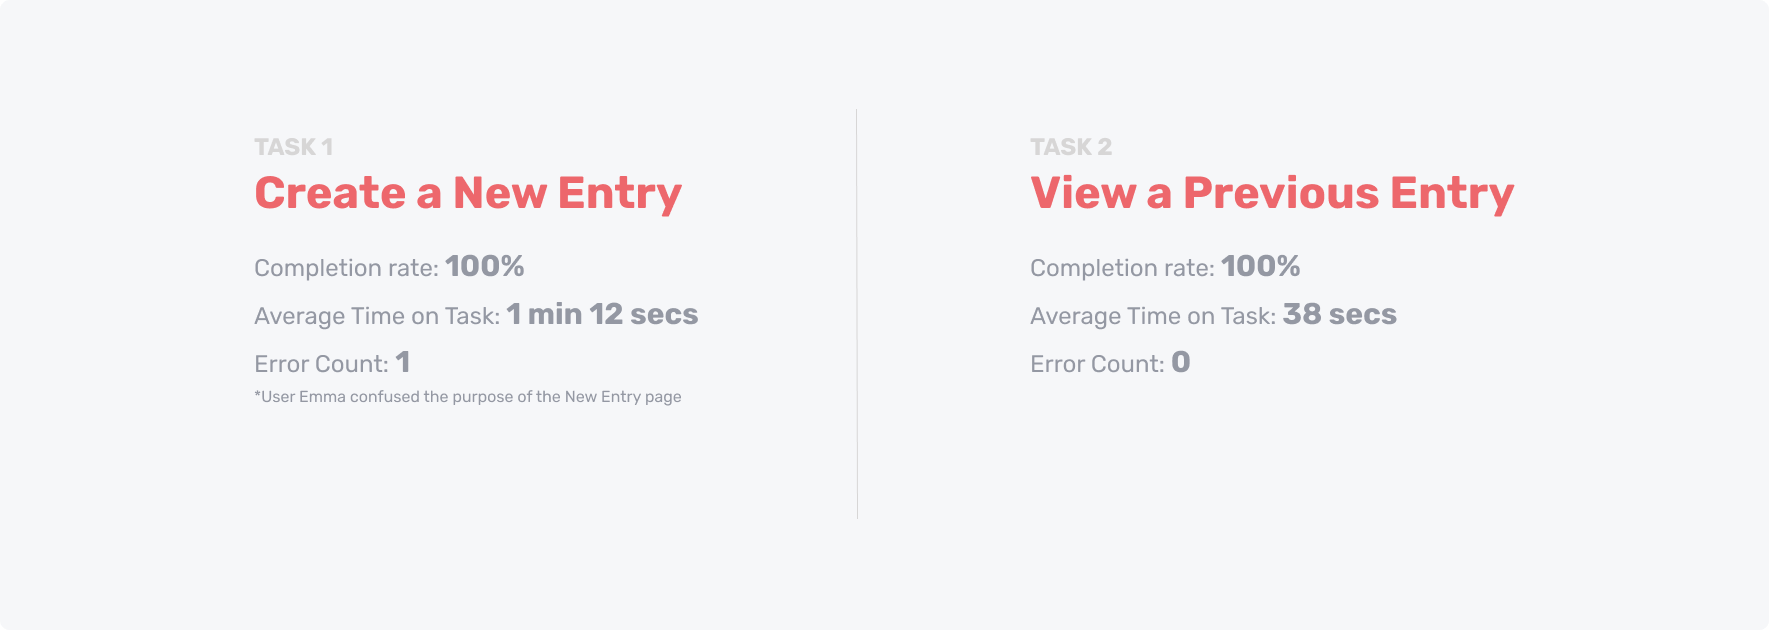 TASK 1
Create a New Entry
Completion rate: 100%
Average Time on Task: 1 min 12 secs
Error Count: 1
*User Emma confused the purpose of the New Entry page
TASK 2
View a Previous Entry
Completion rate: 100%
Average Time on Task: 38 secs
Error Count: 0